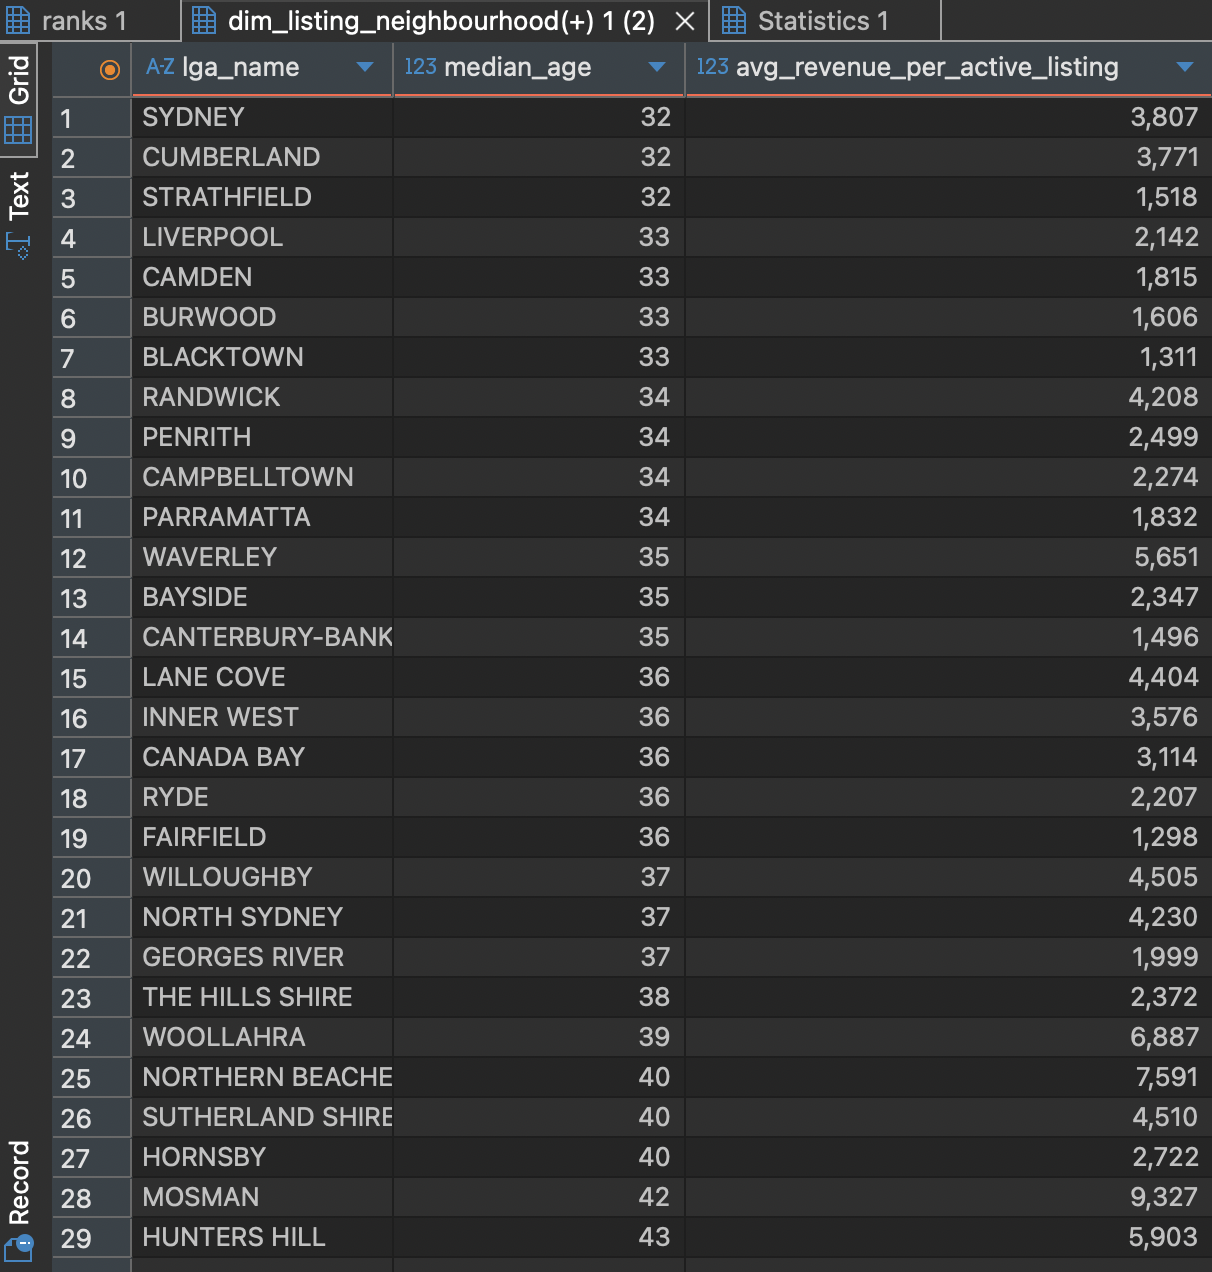 ranks 1 dim_listing_neighbourhood(+) 1 (2) Statistics 1
Grid
Text
Record
A-Z lga_name 123 median_age 123 avg_revenue_per_active_listing
1 SYDNEY 32 3,807
2 CUMBERLAND 32 3,771
3 STRATHFIELD 32 1,518
4 LIVERPOOL 33 2,142
5 CAMDEN 33 1,815
6 BURWOOD 33 1,606
7 BLACKTOWN 33 1,311
8 RANDWICK 34 4,208
9 PENRITH 34 2,499
10 CAMPBELLTOWN 34 2,274
11 PARRAMATTA 34 1,832
12 WAVERLEY 35 5,651
13 BAYSIDE 35 2,347
14 CANTERBURY-BANK 35 1,496
15 LANE COVE 36 4,404
16 INNER WEST 36 3,576
17 CANADA BAY 36 3,114
18 RYDE 36 2,207
19 FAIRFIELD 36 1,298
20 WILLOUGHBY 37 4,505
21 NORTH SYDNEY 37 4,230
22 GEORGES RIVER 37 1,999
23 THE HILLS SHIRE 38 2,372
24 WOOLLAHRA 39 6,887
25 NORTHERN BEACHE 40 7,591
26 SUTHERLAND SHIRE 40 4,510
27 HORNSBY 40 2,722
28 MOSMAN 42 9,327
29 HUNTERS HILL 43 5,903